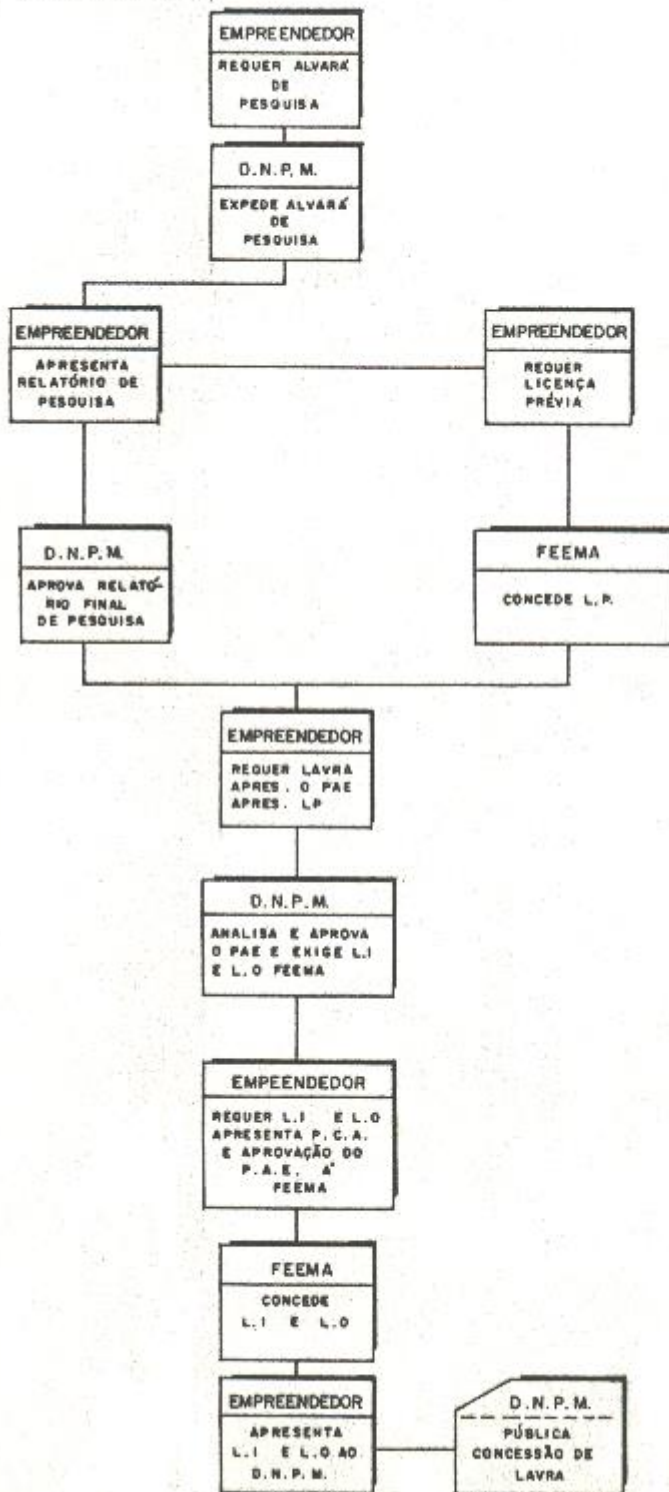 EMPREENDEDOR
REQUER ALVARÁ
DE
PESQUISA
D.N.P.M.
EXPEDE ALVARÁ
DE
PESQUISA
EMPREENDEDOR
APRESENTA
RELATÓRIO DE
PESQUISA
EMPREENDEDOR
REQUER
LICENÇA
PRÉVIA
D.N.P.M.
APROVA RELATÓ-
RIO FINAL
DE PESQUISA
FEEMA
CONCEDE L.P.
EMPREENDEDOR
REQUER LAVRA
APRES. O PAE
APRES. LP
D.N.P.M.
ANALISA E APROVA
O PAE E EXIGE L.I
E L.O FEEMA
EMPEENDEDOR
REQUER L.I E L.O
APRESENTA P.C.A.
E APROVAÇÃO DO
P.A.E. A'
FEEMA
FEEMA
CONCEDE
L.I E L.O
EMPREENDEDOR
APRESENTA
L.I E L.O AO
D.N.P.M.
D.N.P.M.
PÚBLICA
CONCESSÃO DE
LAVRA